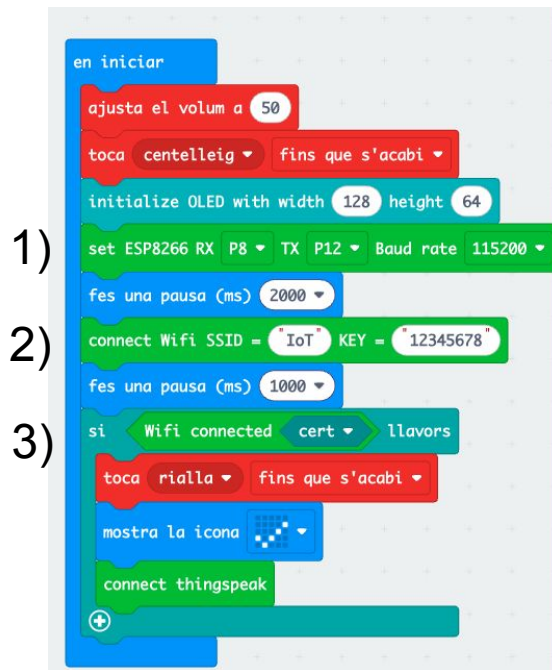 en iniciar
ajusta el volum a 50
toca centelleig fins que s'acabi
initialize OLED with width 128 height 64
1) set ESP8266 RX P8 TX P12 Baud rate 115200
fes una pausa (ms) 2000
2) connect Wifi SSID = "IoT" KEY = "12345678"
fes una pausa (ms) 1000
3) si Wifi connected cert llavors
toca rialla fins que s'acabi
mostra la icona
connect thingspeak